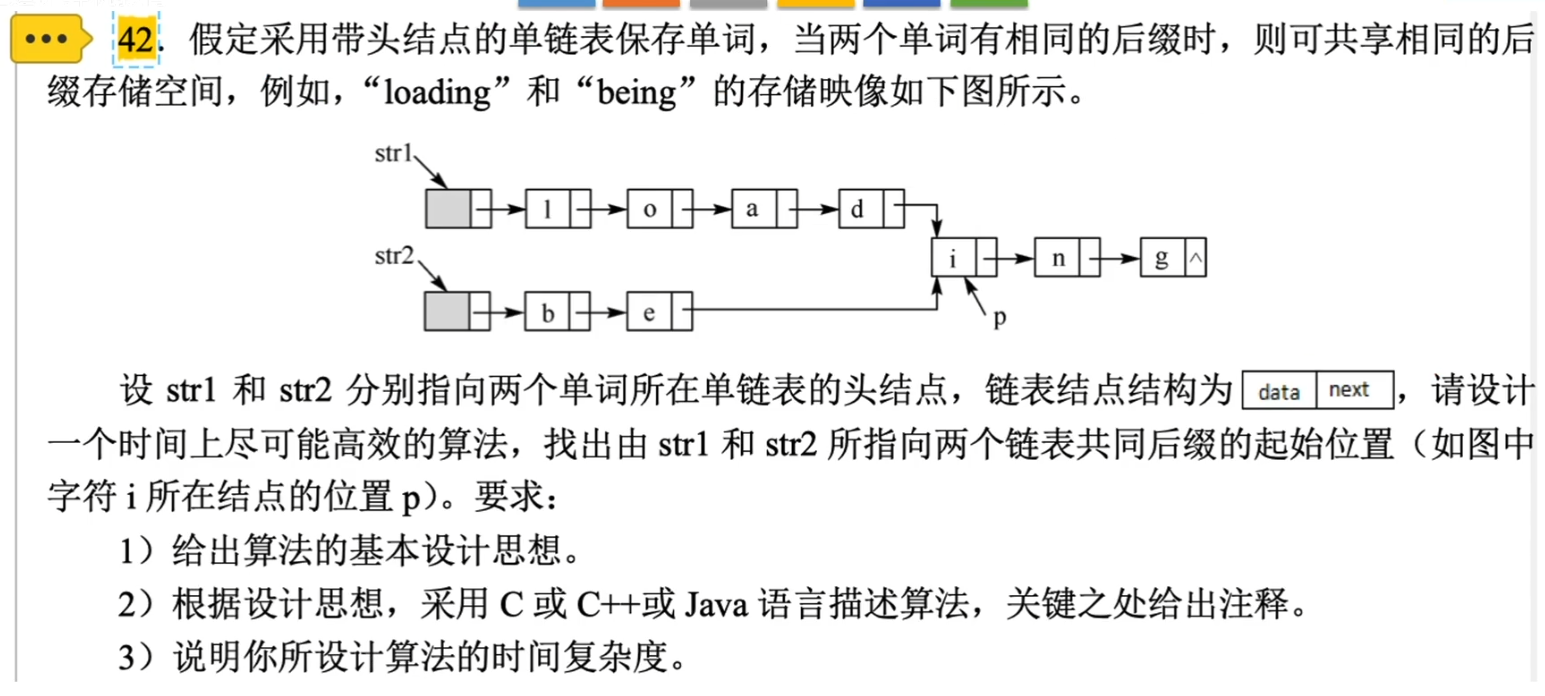 42. 假定采用带头结点的单链表保存单词，当两个单词有相同的后缀时，则可共享相同的后
缀存储空间，例如，“loading”和“being”的存储映像如下图所示。
str1
l o a d
str2
i n g ^
b e
p
设 str1 和 str2 分别指向两个单词所在单链表的头结点，链表结点结构为 data next ，请设计
一个时间上尽可能高效的算法，找出由 str1 和 str2 所指向两个链表共同后缀的起始位置（如图中
字符 i 所在结点的位置 p）。要求：
1）给出算法的基本设计思想。
2）根据设计思想，采用 C 或 C++或 Java 语言描述算法，关键之处给出注释。
3）说明你所设计算法的时间复杂度。